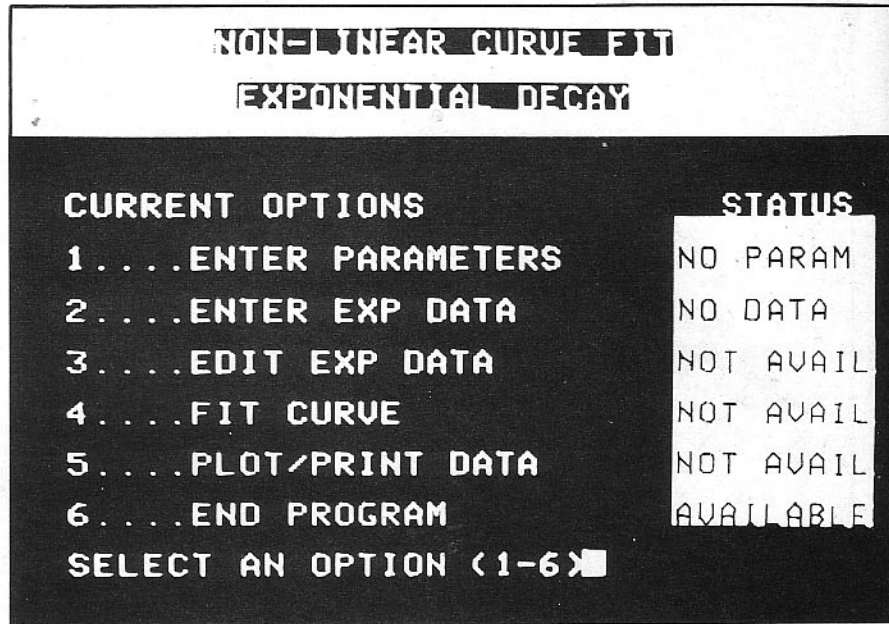 NON-LINEAR CURVE FIT
EXPONENTIAL DECAY
CURRENT OPTIONS STATUS
1....ENTER PARAMETERS NO PARAM
2....ENTER EXP DATA NO DATA
3....EDIT EXP DATA NOT AVAIL
4....FIT CURVE NOT AVAIL
5....PLOT/PRINT DATA NOT AVAIL
6....END PROGRAM AVAILABLE
SELECT AN OPTION (1-6)